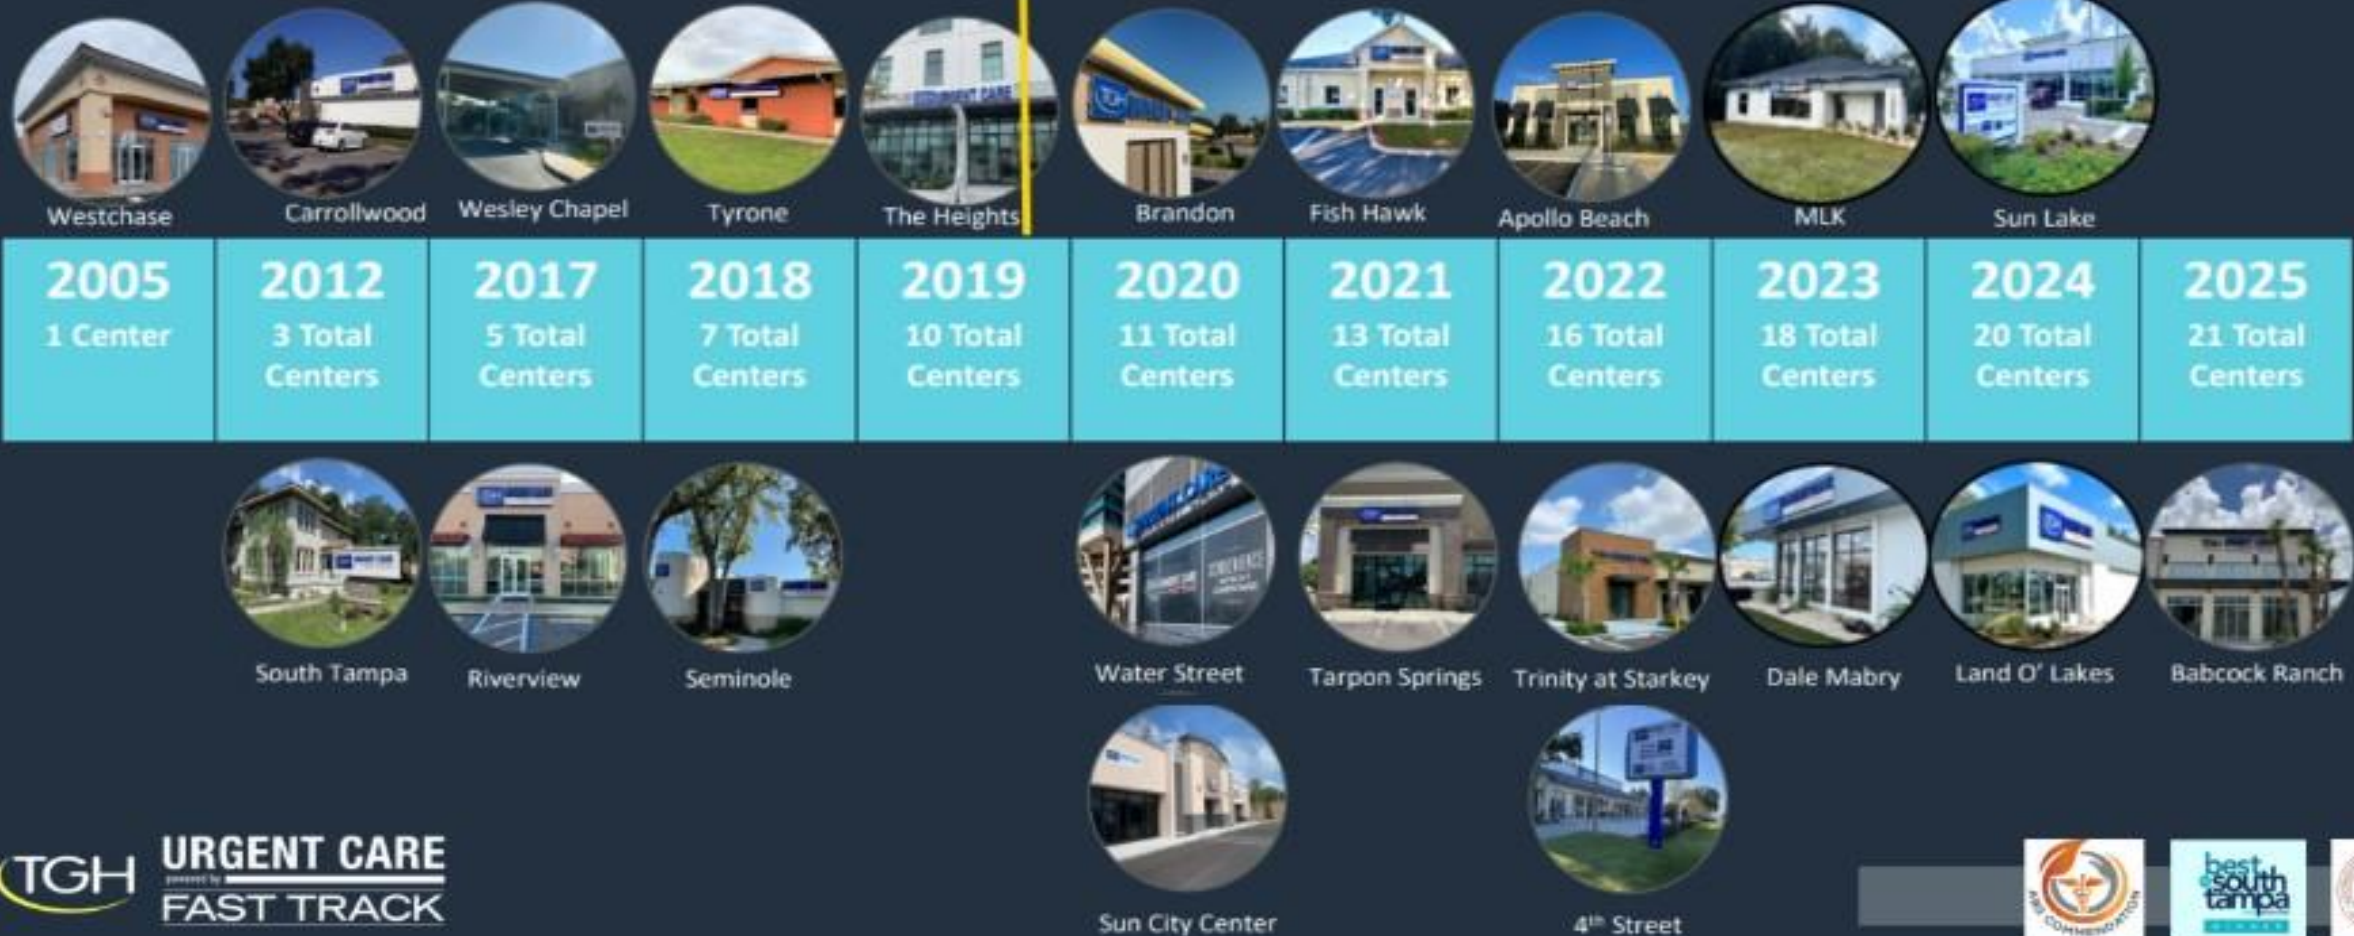 Westchase
Carrollwood
Wesley Chapel
Tyrone
The Heights
Brandon
Fish Hawk
Apollo Beach
MLK
Sun Lake
2005
1 Center
2012
3 Total
Centers
2017
5 Total
Centers
2018
7 Total
Centers
2019
10 Total
Centers
2020
11 Total
Centers
2021
13 Total
Centers
2022
16 Total
Centers
2023
18 Total
Centers
2024
20 Total
Centers
2025
21 Total
Centers
South Tampa
Riverview
Seminole
Water Street
Tarpon Springs
Trinity at Starkey
Dale Mabry
Land O' Lakes
Babcock Ranch
Sun City Center
4th Street
TGH
URGENT CARE
powered by
FAST TRACK
best
south
tampa